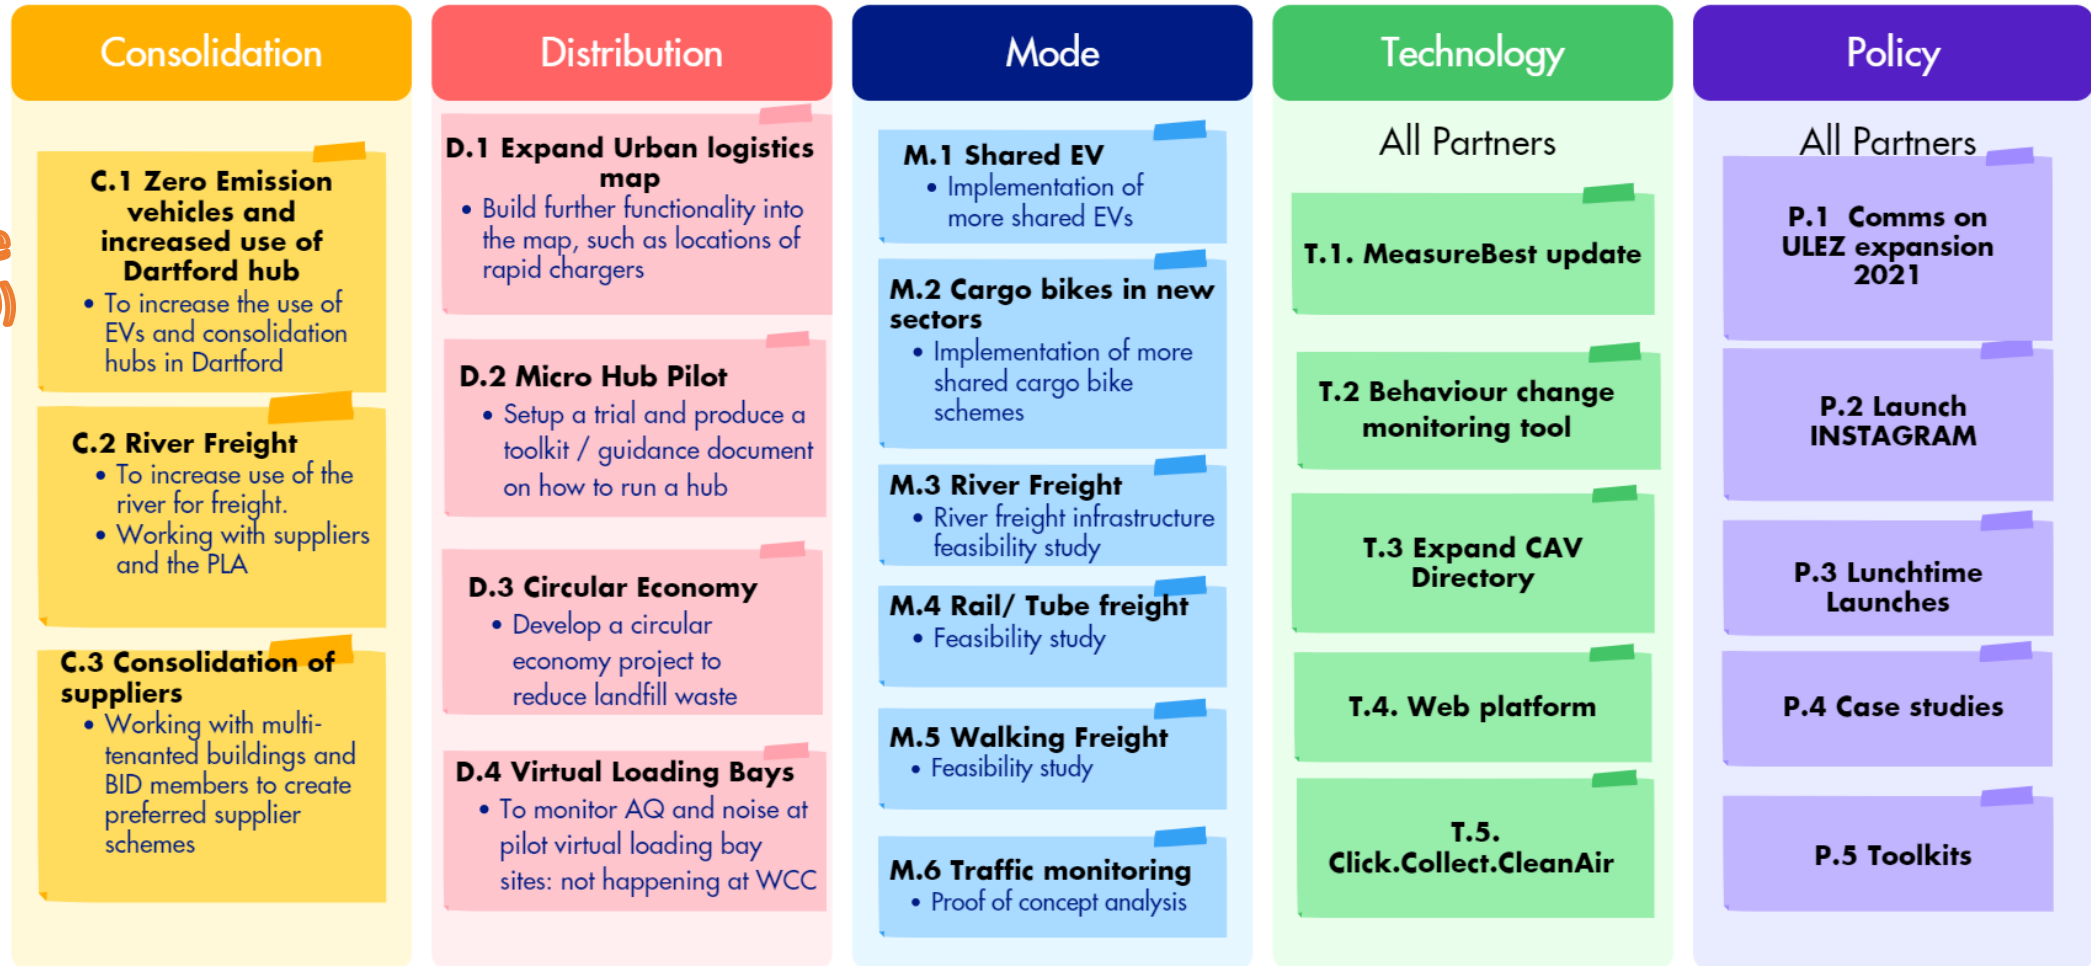 Consolidation
C.1 Zero Emission
vehicles and
increased use of
Dartford hub
• To increase the use of
EVs and consolidation
hubs in Dartford
C.2 River Freight
• To increase use of the
river for freight.
• Working with suppliers
and the PLA
C.3 Consolidation of
suppliers
• Working with multi-
tenanted buildings and
BID members to create
preferred supplier
schemes
Distribution
D.1 Expand Urban logistics
map
• Build further functionality into
the map, such as locations of
rapid chargers
D.2 Micro Hub Pilot
• Setup a trial and produce a
toolkit / guidance document
on how to run a hub
D.3 Circular Economy
• Develop a circular
economy project to
reduce landfill waste
D.4 Virtual Loading Bays
• To monitor AQ and noise at
pilot virtual loading bay
sites: not happening at WCC
Mode
M.1 Shared EV
• Implementation of
more shared EVs
M.2 Cargo bikes in new
sectors
• Implementation of more
shared cargo bike
schemes
M.3 River Freight
• River freight infrastructure
feasibility study
M.4 Rail/ Tube freight
• Feasibility study
M.5 Walking Freight
• Feasibility study
M.6 Traffic monitoring
• Proof of concept analysis
Technology
All Partners
T.1. MeasureBest update
T.2 Behaviour change
monitoring tool
T.3 Expand CAV
Directory
T.4. Web platform
T.5.
Click.Collect.CleanAir
Policy
All Partners
P.1 Comms on
ULEZ expansion
2021
P.2 Launch
INSTAGRAM
P.3 Lunchtime
Launches
P.4 Case studies
P.5 Toolkits